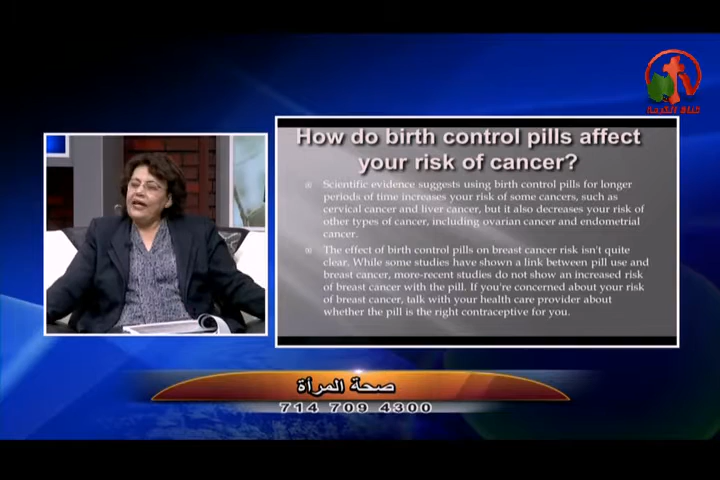 قناة الكرمة
How do birth control pills affect
your risk of cancer?
Scientific evidence suggests using birth control pills for longer
periods of time increases your risk of some cancers, such as
cervical cancer and liver cancer, but it also decreases your risk of
other types of cancer, including ovarian cancer and endometrial
cancer.
The effect of birth control pills on breast cancer risk isn't quite
clear. While some studies have shown a link between pill use and
breast cancer, more-recent studies do not show an increased risk
of breast cancer with the pill. If you're concerned about your risk
of breast cancer, talk with your health care provider about
whether the pill is the right contraceptive for you.
صحة المرأة
714 709 4300